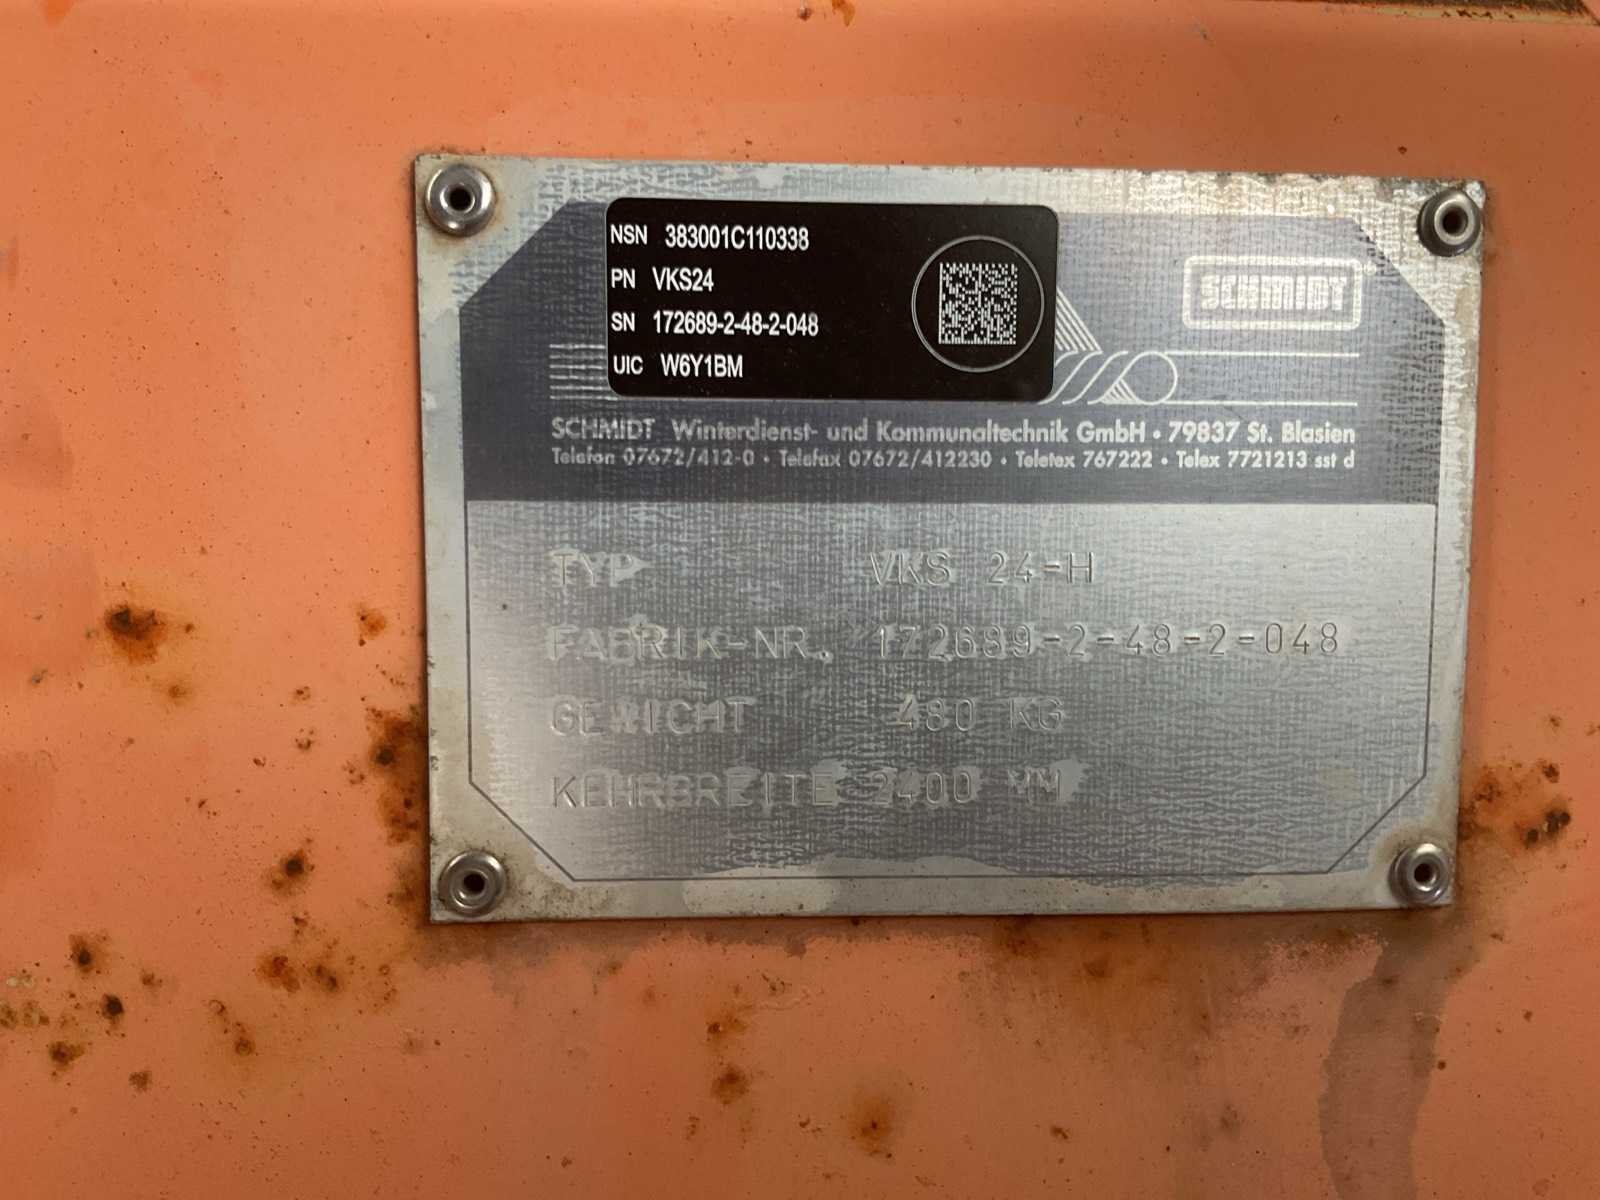 NSN 383001C110338
PN VKS24
SN 172689-2-48-2-048
UIC W6Y1BM
SCHMIDT®
SCHMIDT Winterdienst- und Kommunaltechnik GmbH • 79837 St. Blasien
Telefon 07672/412-0 • Telefax 07672/412230 • Teletex 767222 • Telex 7721213 sst d
TYP VKS 24-H
FABRIK-NR. 172689-2-48-2-048
GEWICHT 480 KG
KEHRBREITE 2400 MM